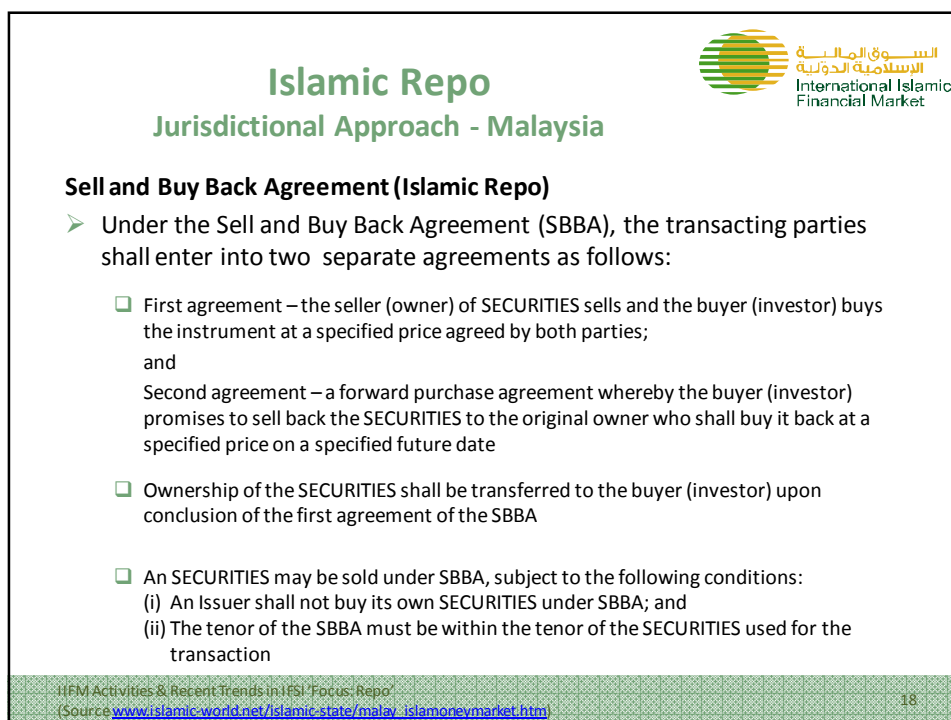 السوق المالية
الإسلامية الدولية
International Islamic
Financial Market
Islamic Repo
Jurisdictional Approach - Malaysia
Sell and Buy Back Agreement (Islamic Repo)
Under the Sell and Buy Back Agreement (SBBA), the transacting parties
shall enter into two separate agreements as follows:
First agreement – the seller (owner) of SECURITIES sells and the buyer (investor) buys
the instrument at a specified price agreed by both parties;
and
Second agreement – a forward purchase agreement whereby the buyer (investor)
promises to sell back the SECURITIES to the original owner who shall buy it back at a
specified price on a specified future date
Ownership of the SECURITIES shall be transferred to the buyer (investor) upon
conclusion of the first agreement of the SBBA
An SECURITIES may be sold under SBBA, subject to the following conditions:
(i) An Issuer shall not buy its own SECURITIES under SBBA; and
(ii) The tenor of the SBBA must be within the tenor of the SECURITIES used for the
transaction
IIFM Activities & Recent Trends in IFSI 'Focus: Repo'
(Source www.islamic-world.net/islamic-state/malay_islamoneymarket.htm)
18